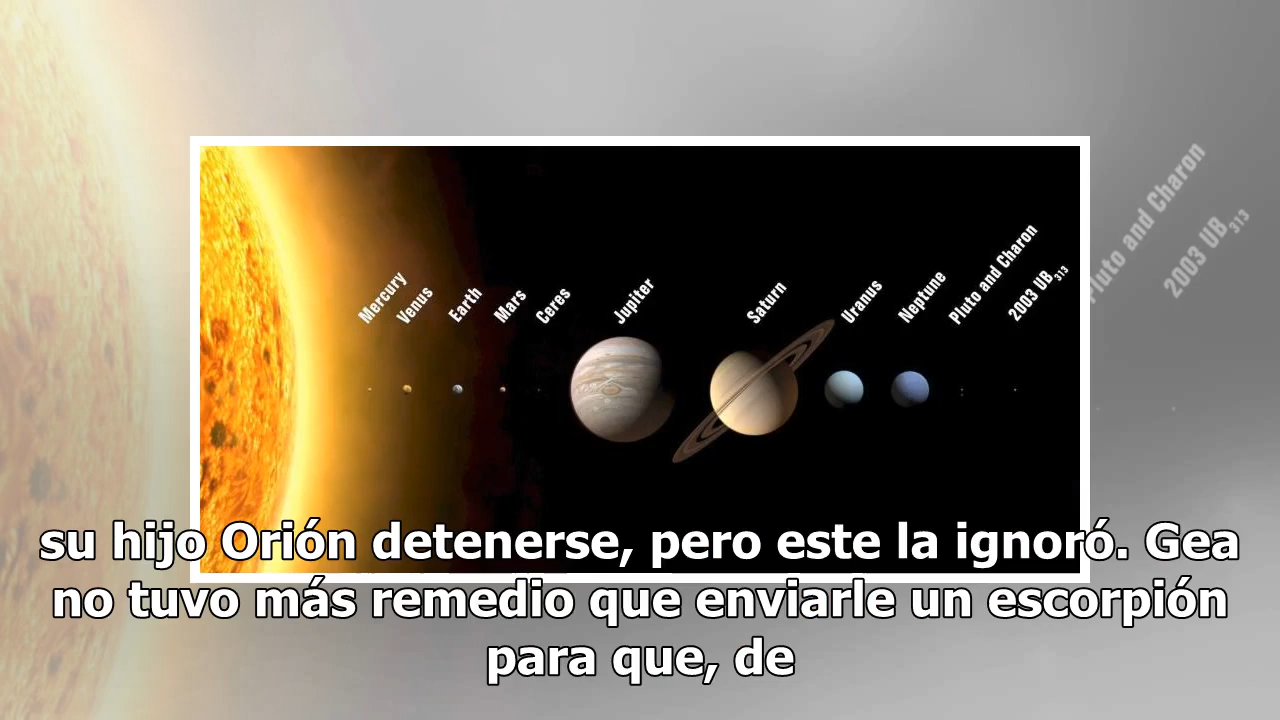 Mercury
Venus
Earth
Mars
Ceres
Jupiter
Saturn
Uranus
Neptune
Pluto and Charon
2003 UB313
Pluto and Charon
2003 UB313
su hijo Orión detenerse, pero este la ignoró. Gea
no tuvo más remedio que enviarle un escorpión
para que, de